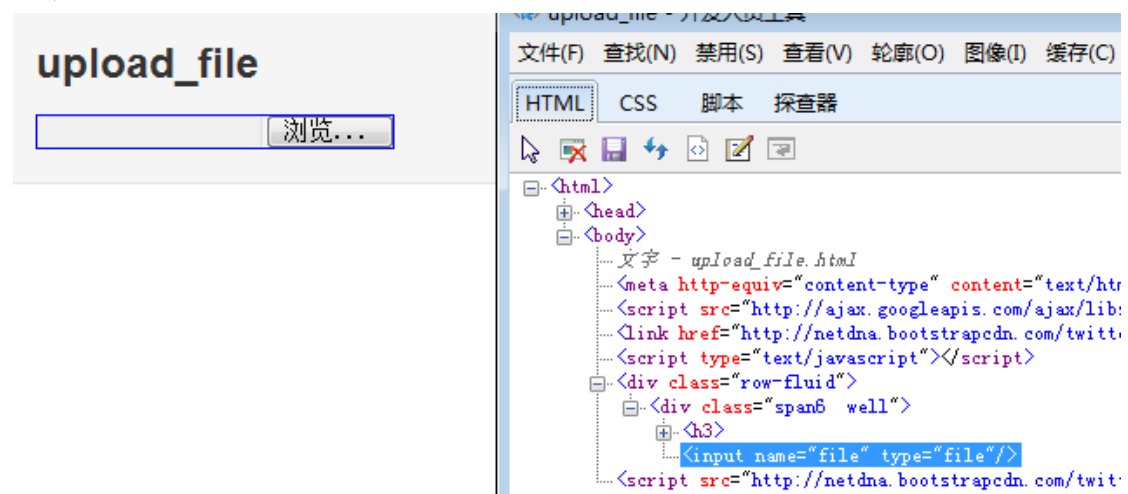 upload_file
浏览...
upload_file - 开发人员工具
文件(F) 查找(N) 禁用(S) 查看(V) 轮廓(O) 图像(I) 缓存(C)
HTML CSS 脚本 探查器
<html>
<head>
<body>
文字 - upload_file.html
<meta http-equiv="content-type" content="text/htm
<script src="http://ajax.googleapis.com/ajax/libs
<link href="http://netdna.bootstrapcdn.com/twitte
<script type="text/javascript"></script>
<div class="row-fluid">
<div class="span6 well">
<h3>
<input name="file" type="file"/>
<script src="http://netdna.bootstrapcdn.com/twitt